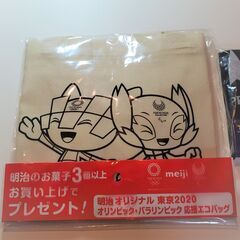 明治のお菓子3個以上
お買い上げで
プレゼント!
meiji
明治 オリジナル 東京2020
オリンピック・パラリンピック 応援エコバッグ